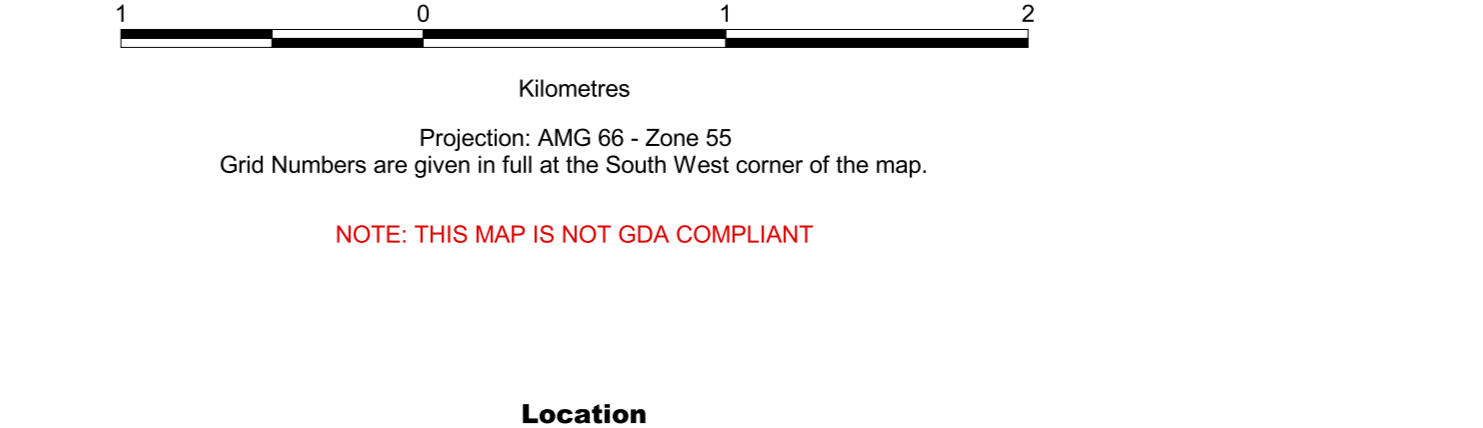 1 0 1 2
Kilometres
Projection: AMG 66 - Zone 55
Grid Numbers are given in full at the South West corner of the map.
NOTE: THIS MAP IS NOT GDA COMPLIANT
Location